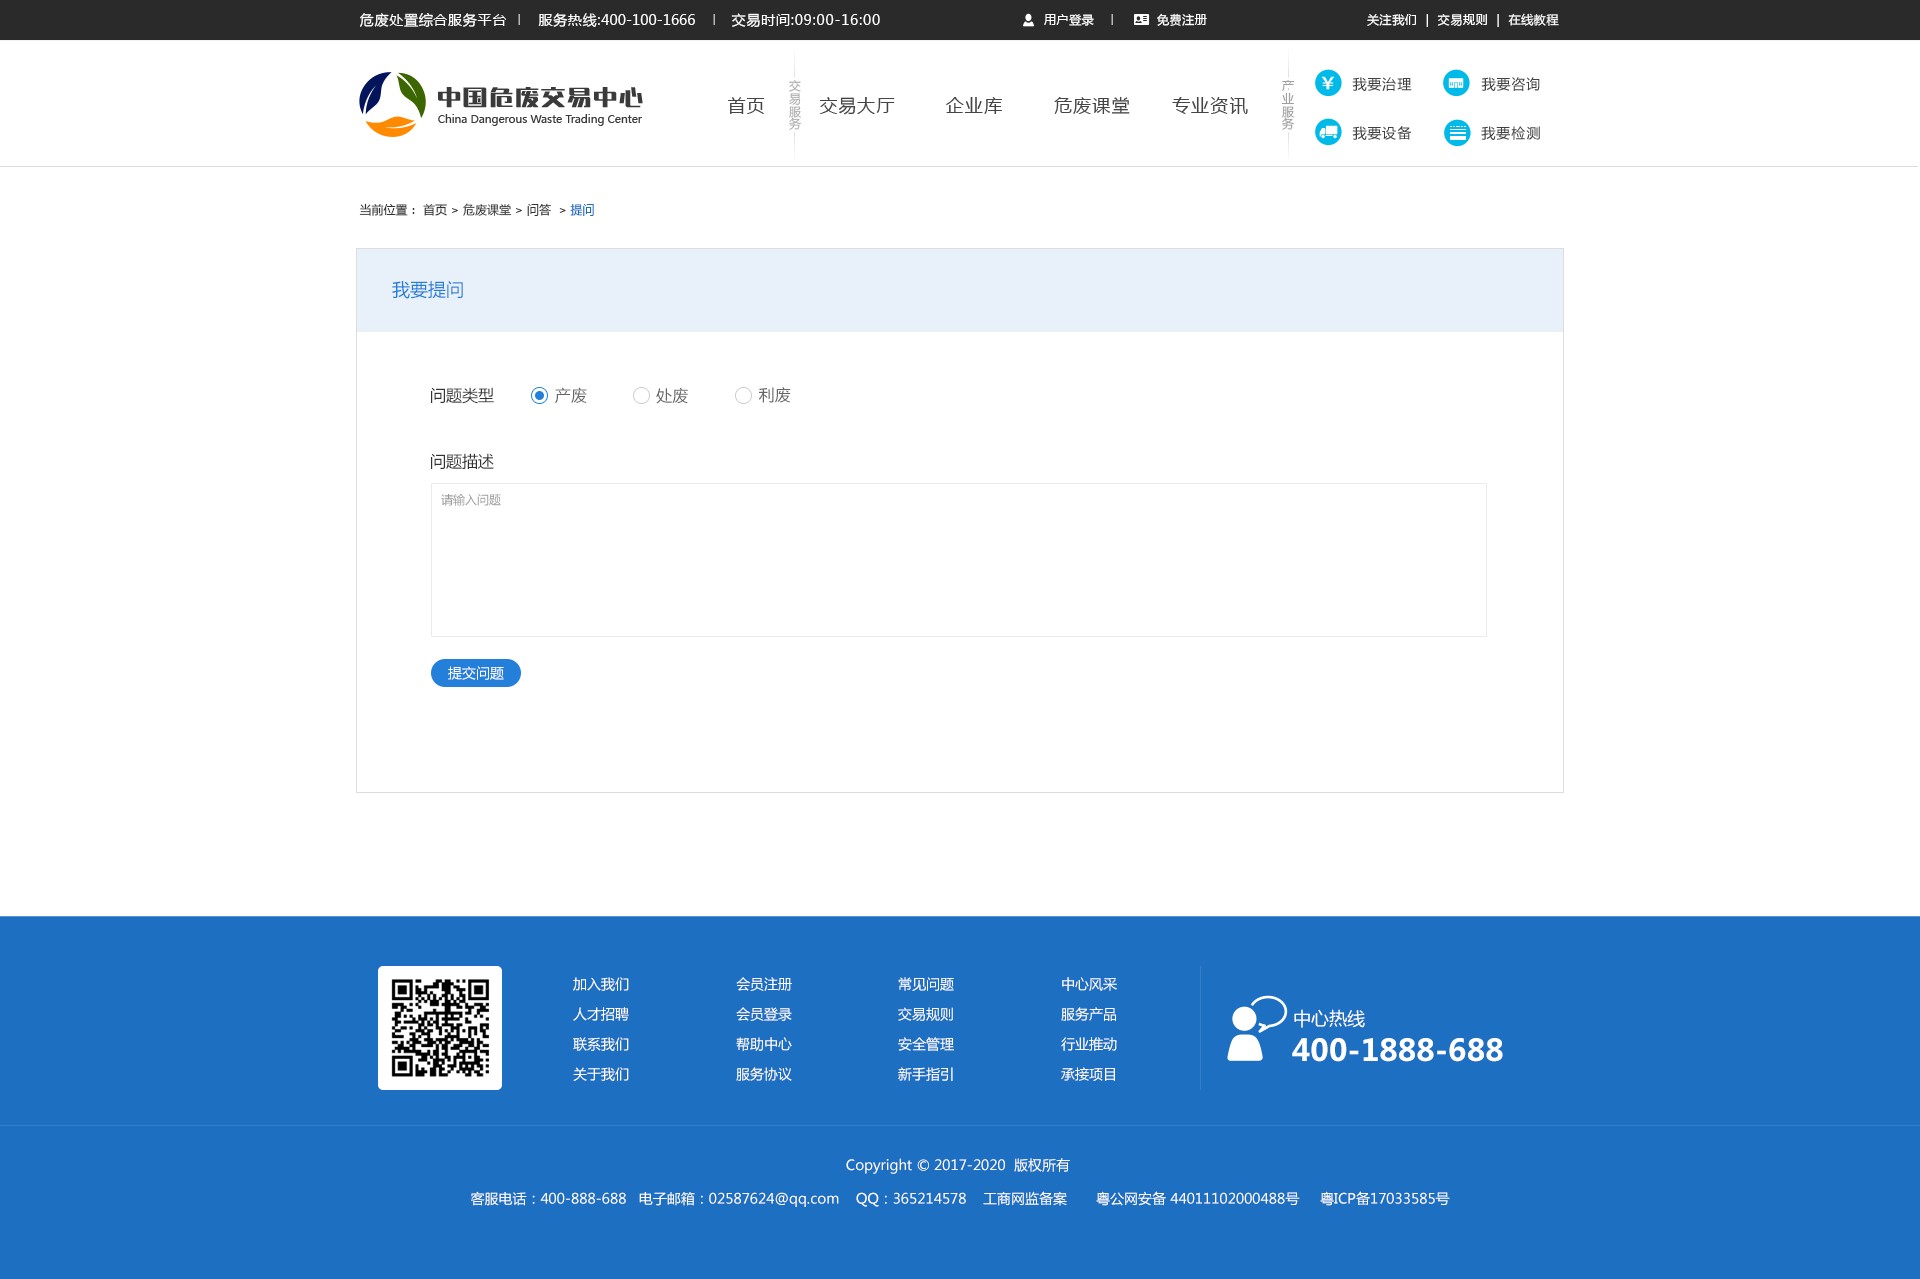 危废处置综合服务平台 | 服务热线:400-100-1666 | 交易时间:09:00-16:00 用户登录 | 免费注册 关注我们 | 交易规则 | 在线教程
中国危废交易中心
China Dangerous Waste Trading Center
首页 交易服务 交易大厅 企业库 危废课堂 专业资讯 产业服务
我要治理 我要咨询
我要设备 我要检测
当前位置： 首页 > 危废课堂 > 问答 > 提问
我要提问
问题类型 产废 处废 利废
问题描述
请输入问题
提交问题
加入我们 会员注册 常见问题 中心风采
人才招聘 会员登录 交易规则 服务产品
联系我们 帮助中心 安全管理 行业推动
关于我们 服务协议 新手指引 承接项目
中心热线
400-1888-688
Copyright © 2017-2020 版权所有
客服电话：400-888-688 电子邮箱：02587624@qq.com QQ：365214578 工商网监备案 粤公网安备 44011102000488号 粤ICP备17033585号